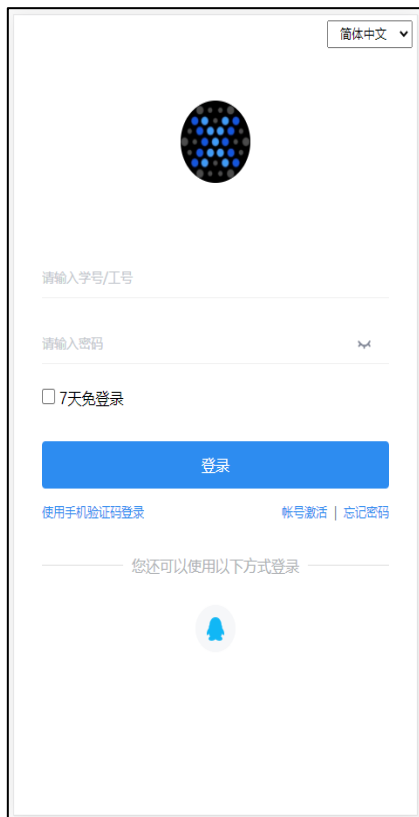 简体中文
请输入学号/工号
请输入密码
7天免登录
登录
使用手机验证码登录 帐号激活 | 忘记密码
您还可以使用以下方式登录